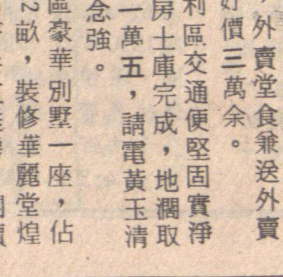 ，外賣堂食兼送外賣
好價三萬余。
利區交通便堅固實淨
房土庫完成，地濶取
一萬五，請電黃玉清
念強。
區豪華別墅一座，佔
2畝，裝修華麗堂煌